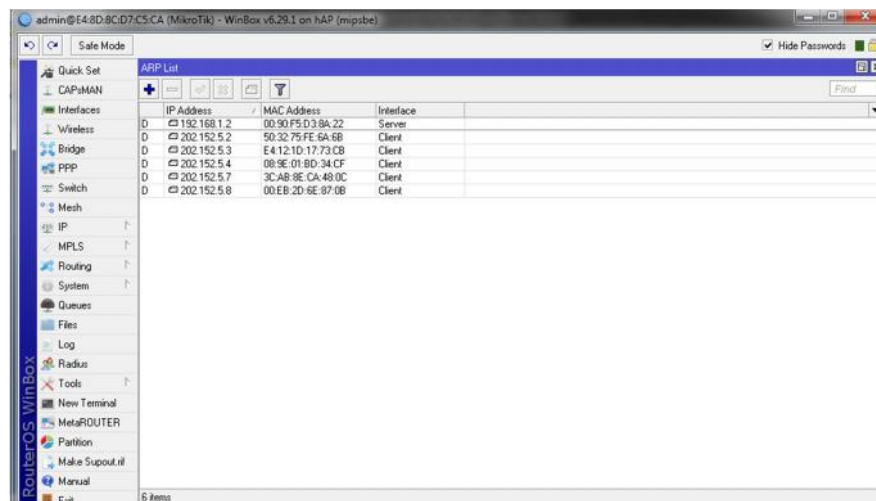 admin@E4:8D:8C:D7:C5:CA (MikroTik) - WinBox v6.29.1 on hAP (mipsbe)
Safe Mode
Hide Passwords
Quick Set
CAPsMAN
Interfaces
Wireless
Bridge
PPP
Switch
Mesh
IP
MPLS
Routing
System
Queues
Files
Log
Radius
Tools
New Terminal
MetaROUTER
Partition
Make Supout.rif
Manual
Exit
RouterOS WinBox
ARP List
Find
IP Address MAC Address Interface
D 192.168.1.2 00:90:F5:D3:8A:22 Server
D 202.152.5.2 50:32:75:FE:6A:6B Client
D 202.152.5.3 E4:12:1D:17:73:CB Client
D 202.152.5.4 08:9E:01:BD:34:CF Client
D 202.152.5.7 3C:AB:8E:CA:48:0C Client
D 202.152.5.8 00:EB:2D:6E:87:0B Client
6 items